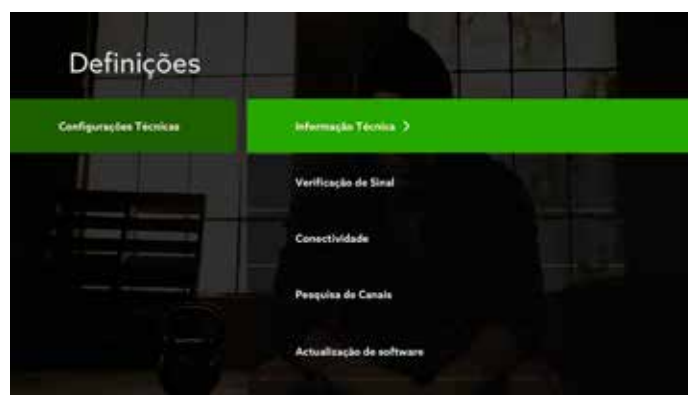 Definições
Configurações Técnicas
Informação Técnica >
Verificação de Sinal
Conectividade
Pesquisa de Canais
Actualização de software